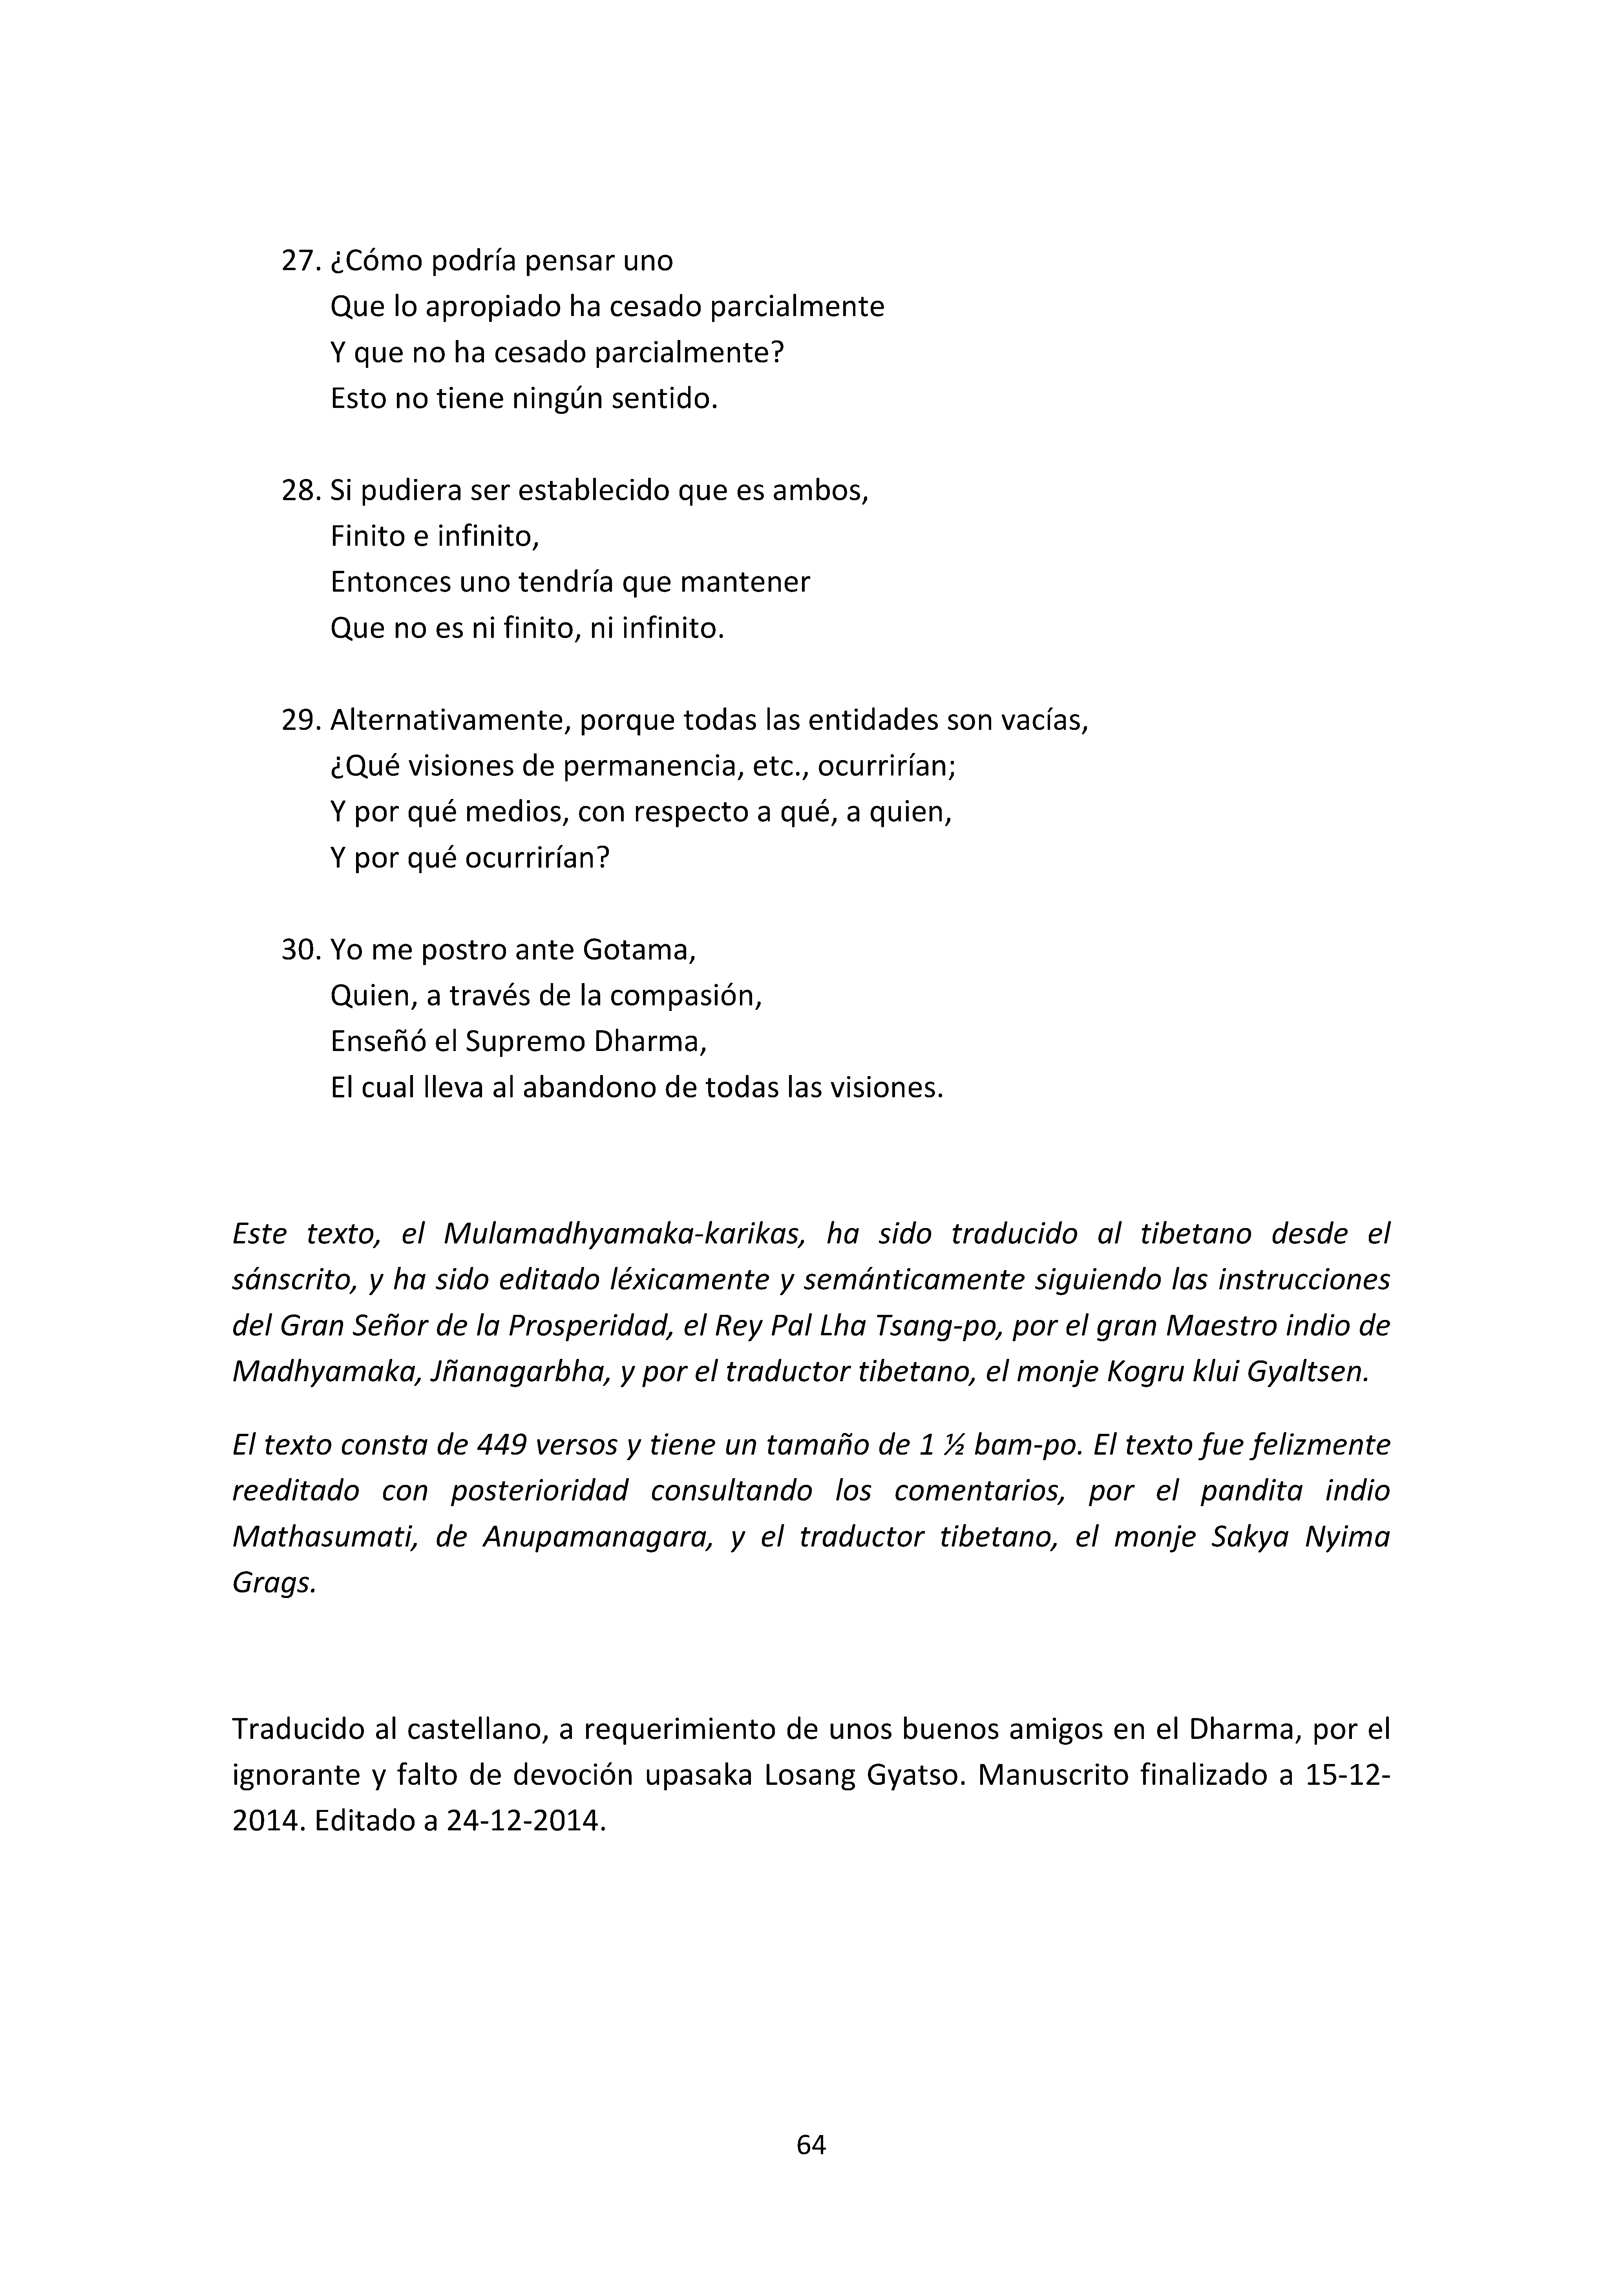 27. ¿Cómo podría pensar uno
Que lo apropiado ha cesado parcialmente
Y que no ha cesado parcialmente?
Esto no tiene ningún sentido.
28. Si pudiera ser establecido que es ambos,
Finito e infinito,
Entonces uno tendría que mantener
Que no es ni finito, ni infinito.
29. Alternativamente, porque todas las entidades son vacías,
¿Qué visiones de permanencia, etc., ocurrirían;
Y por qué medios, con respecto a qué, a quien,
Y por qué ocurrirían?
30. Yo me postro ante Gotama,
Quien, a través de la compasión,
Enseñó el Supremo Dharma,
El cual lleva al abandono de todas las visiones.
Este texto, el Mulamadhyamaka-karikas, ha sido traducido al tibetano desde el
sánscrito, y ha sido editado léxicamente y semánticamente siguiendo las instrucciones
del Gran Señor de la Prosperidad, el Rey Pal Lha Tsang-po, por el gran Maestro indio de
Madhyamaka, Jñanagarbha, y por el traductor tibetano, el monje Kogru klui Gyaltsen.
El texto consta de 449 versos y tiene un tamaño de 1 ½ bam-po. El texto fue felizmente
reeditado con posterioridad consultando los comentarios, por el pandita indio
Mathasumati, de Anupamanagara, y el traductor tibetano, el monje Sakya Nyima
Grags.
Traducido al castellano, a requerimiento de unos buenos amigos en el Dharma, por el
ignorante y falto de devoción upasaka Losang Gyatso. Manuscrito finalizado a 15-12-
2014. Editado a 24-12-2014.
64